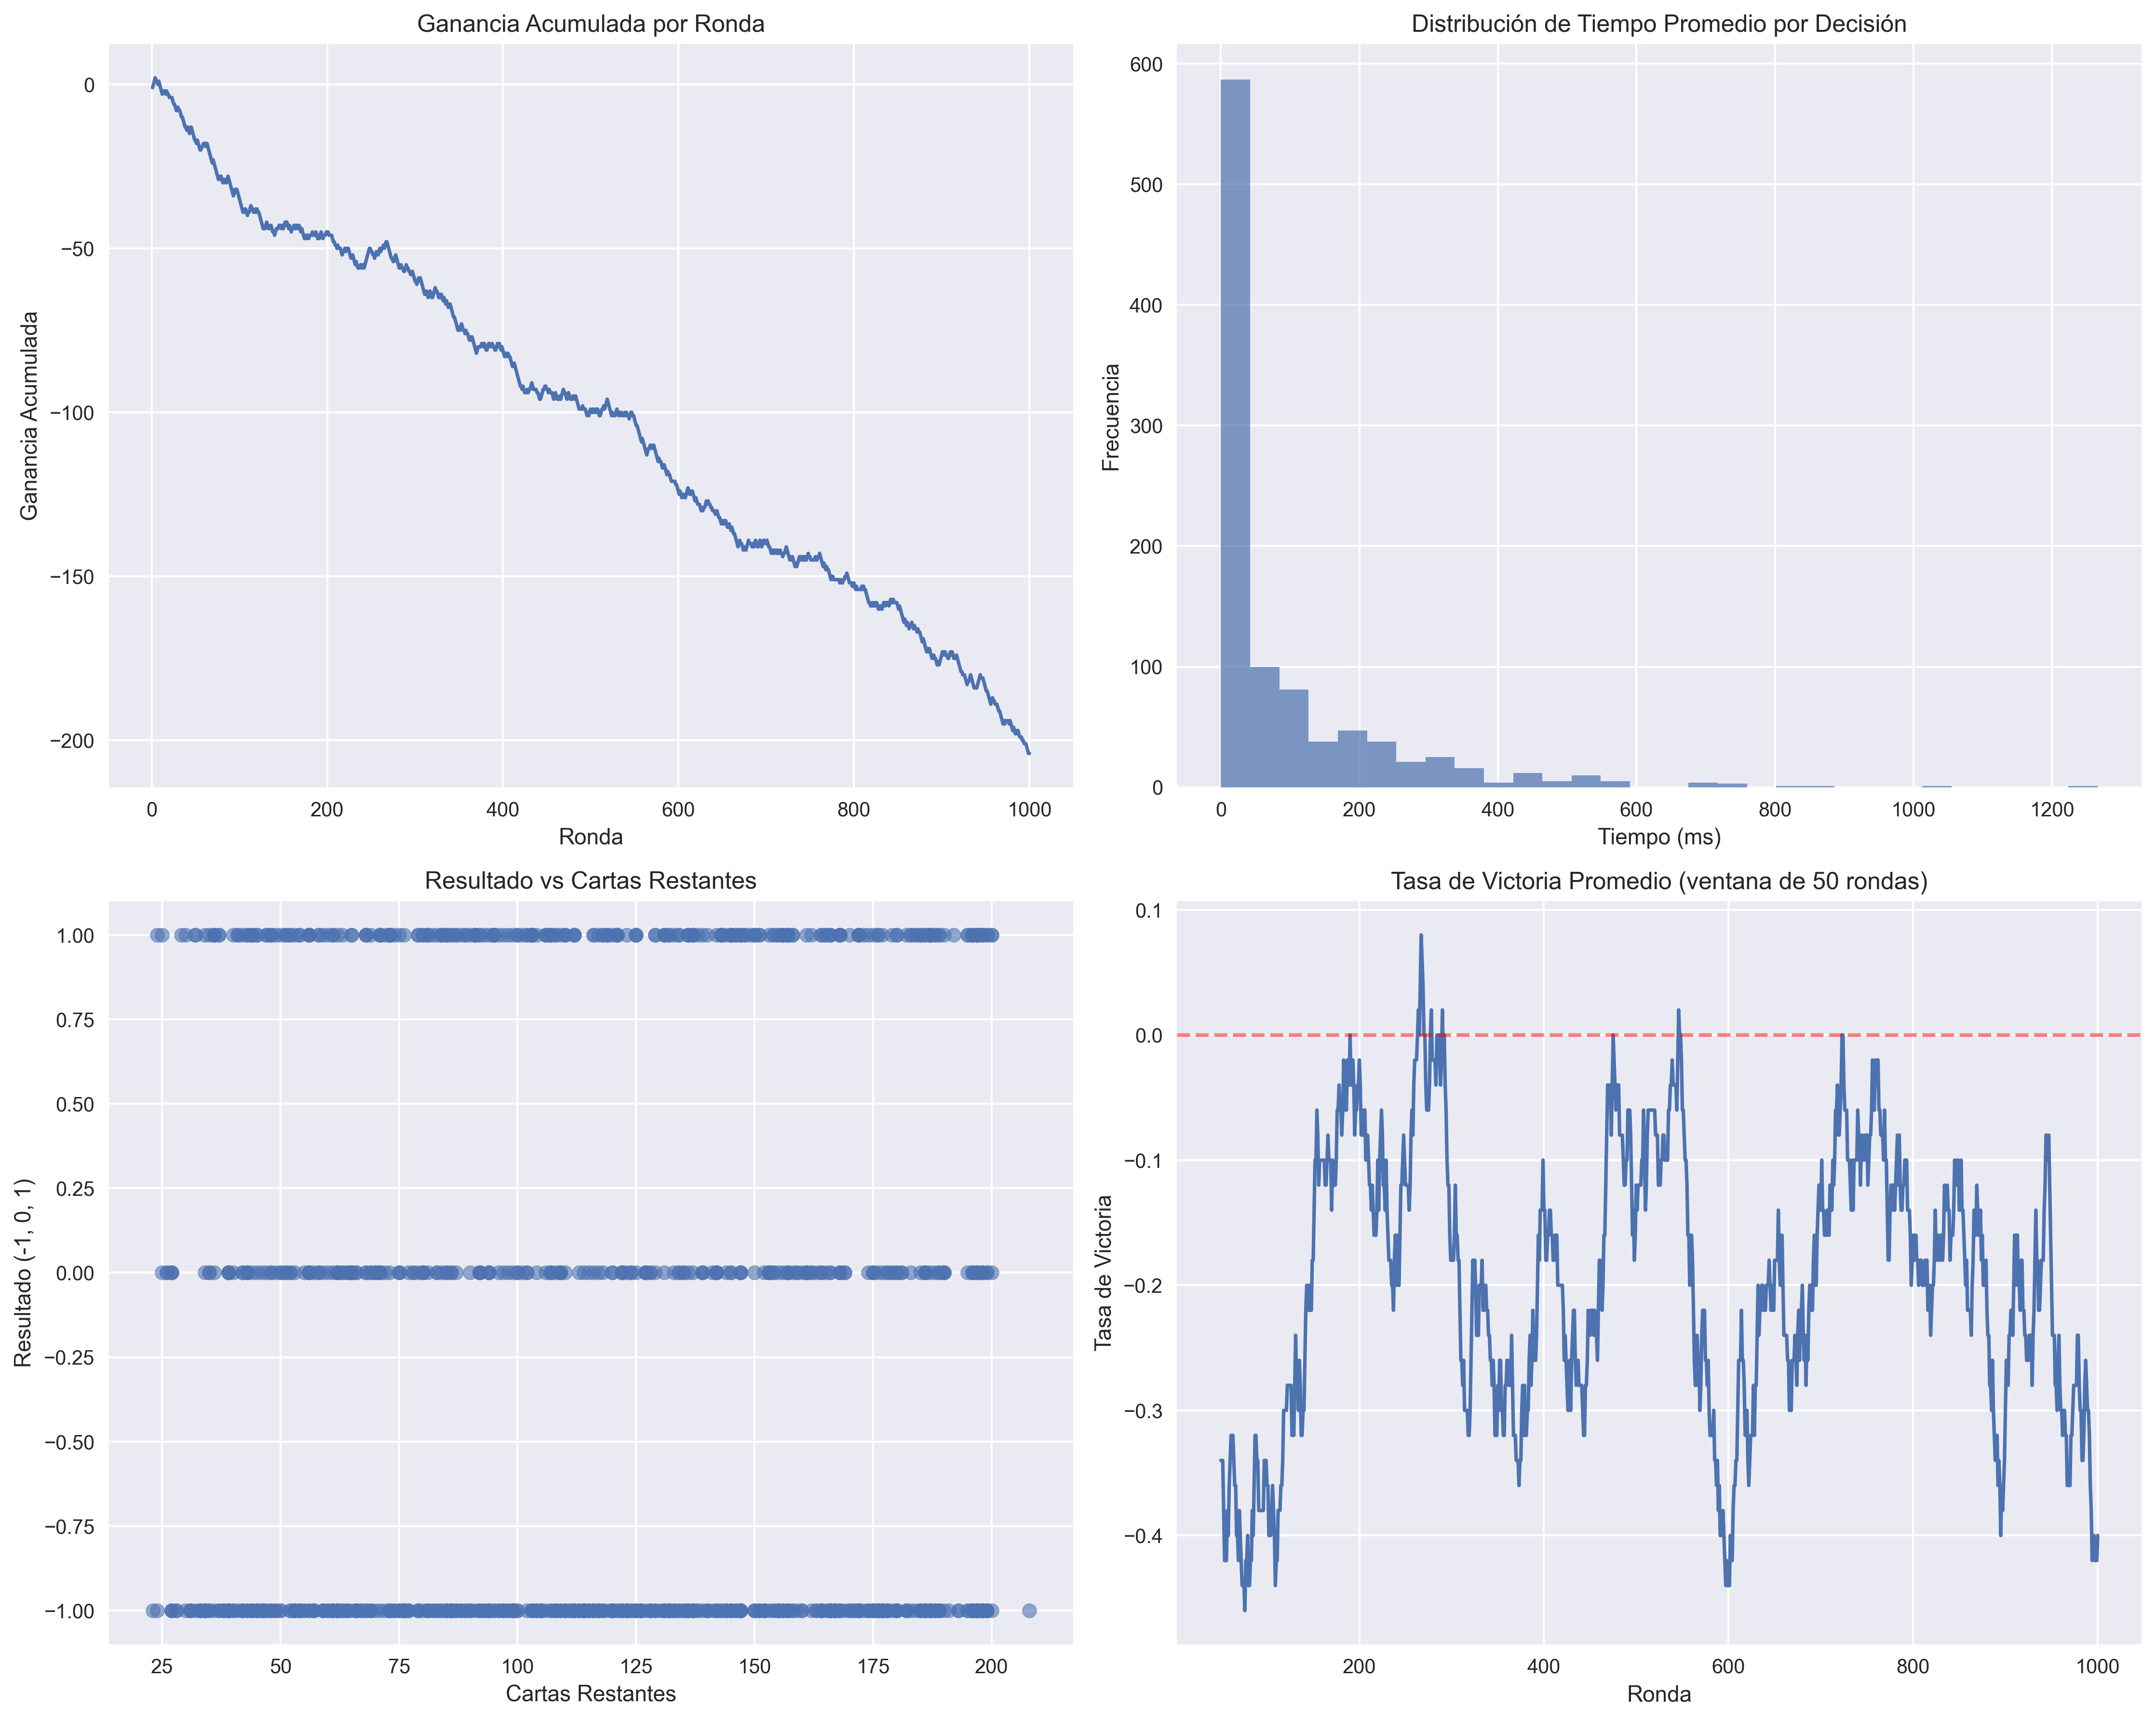 Ganancia Acumulada por Ronda
Ganancia Acumulada
0
−50
−100
−150
−200
0 200 400 600 800 1000
Ronda
Distribución de Tiempo Promedio por Decisión
Frecuencia
600
500
400
300
200
100
0
0 200 400 600 800 1000 1200
Tiempo (ms)
Resultado vs Cartas Restantes
Resultado (-1, 0, 1)
1.00
0.75
0.50
0.25
0.00
−0.25
−0.50
−0.75
−1.00
25 50 75 100 125 150 175 200
Cartas Restantes
Tasa de Victoria Promedio (ventana de 50 rondas)
Tasa de Victoria
0.1
0.0
−0.1
−0.2
−0.3
−0.4
200 400 600 800 1000
Ronda